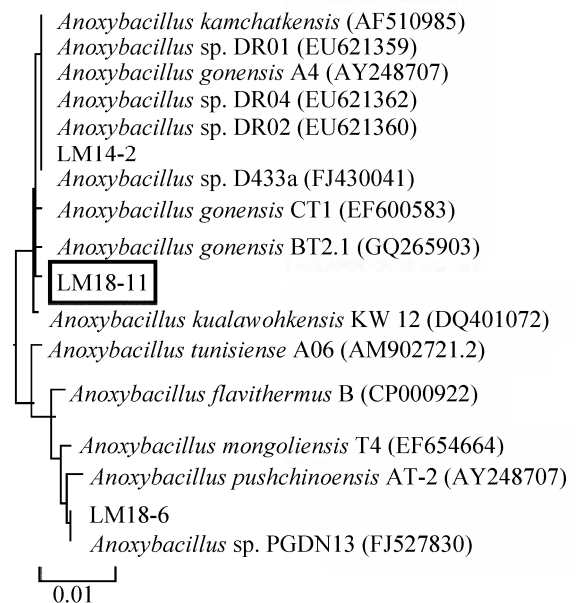 Anoxybacillus kamchatkensis (AF510985)
Anoxybacillus sp. DR01 (EU621359)
Anoxybacillus gonensis A4 (AY248707)
Anoxybacillus sp. DR04 (EU621362)
Anoxybacillus sp. DR02 (EU621360)
LM14-2
Anoxybacillus sp. D433a (FJ430041)
Anoxybacillus gonensis CT1 (EF600583)
Anoxybacillus gonensis BT2.1 (GQ265903)
LM18-11
Anoxybacillus kualawohkensis KW 12 (DQ401072)
Anoxybacillus tunisiense A06 (AM902721.2)
Anoxybacillus flavithermus B (CP000922)
Anoxybacillus mongoliensis T4 (EF654664)
Anoxybacillus pushchinoensis AT-2 (AY248707)
LM18-6
Anoxybacillus sp. PGDN13 (FJ527830)
0.01